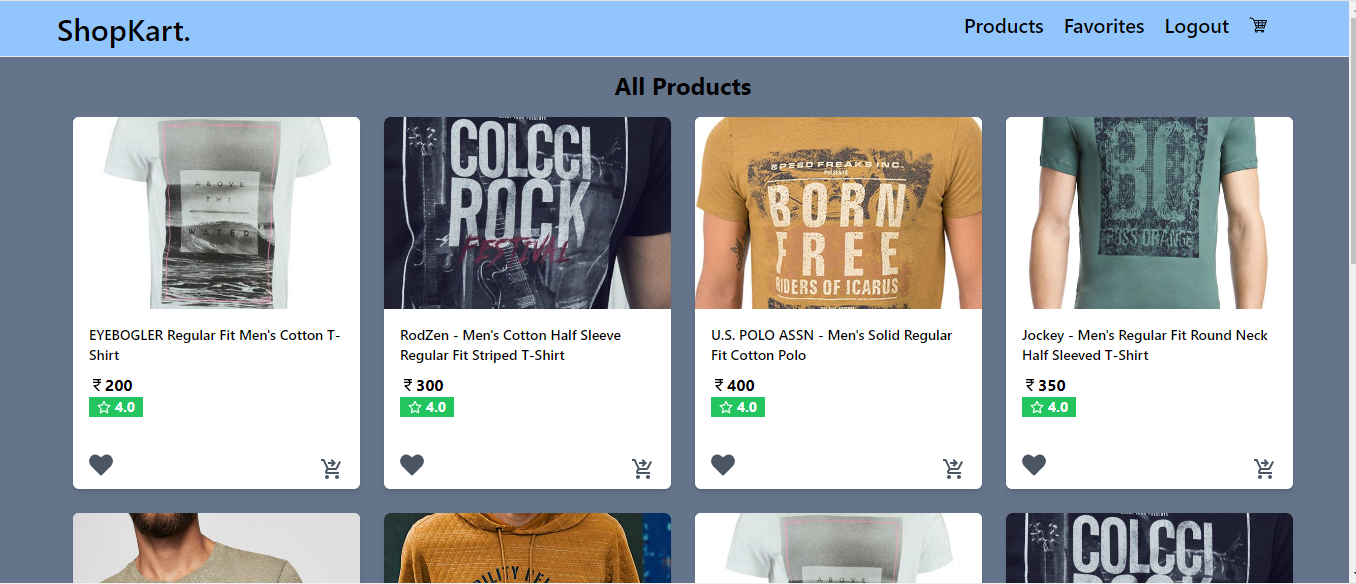 ShopKart.
Products Favorites Logout
All Products
ABOVE
THE
WATED
COLCCI
ROCK
FESTIVAL
SPEED FREAKS INC.
PRESENTS
BORN
FREE
RIDERS OF ICARUS
BO
BOSS ORANGE
EYEBOGLER Regular Fit Men's Cotton T-
Shirt
₹ 200
4.0
RodZen - Men's Cotton Half Sleeve
Regular Fit Striped T-Shirt
₹ 300
4.0
U.S. POLO ASSN - Men's Solid Regular
Fit Cotton Polo
₹ 400
4.0
Jockey - Men's Regular Fit Round Neck
Half Sleeved T-Shirt
₹ 350
4.0
ABOVE
COLCCI